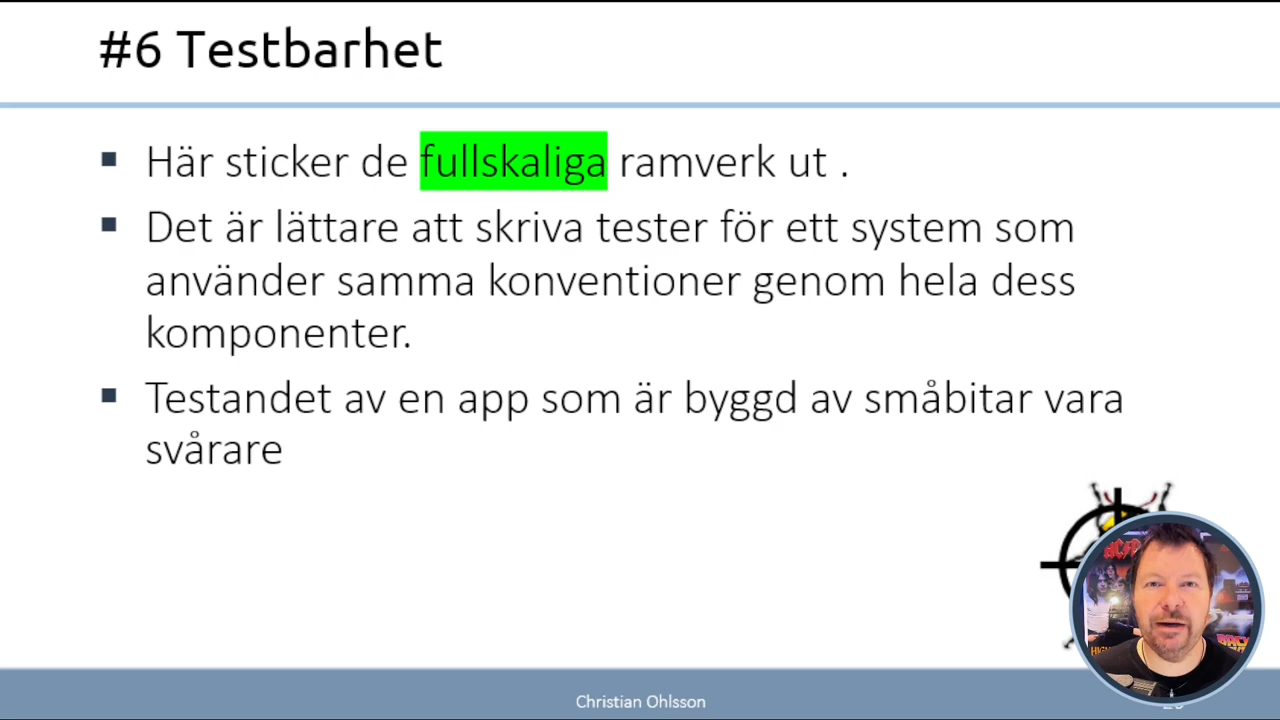 #6 Testbarhet
Här sticker de fullskaliga ramverk ut .
Det är lättare att skriva tester för ett system som
använder samma konventioner genom hela dess
komponenter.
Testandet av en app som är byggd av småbitar vara
svårare
Christian Ohlsson